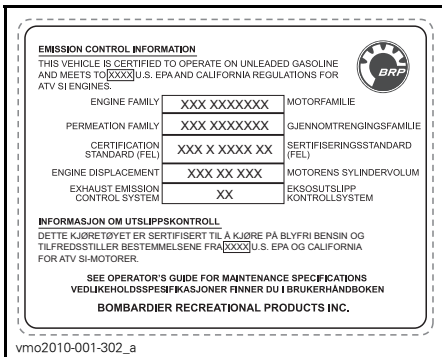 EMISSION CONTROL INFORMATION
THIS VEHICLE IS CERTIFIED TO OPERATE ON UNLEADED GASOLINE
AND MEETS TO XXXX U.S. EPA AND CALIFORNIA REGULATIONS FOR
ATV SI ENGINES.
BRP
ENGINE FAMILY XXX XXXXXXX MOTORFAMILIE
PERMEATION FAMILY XXX XXXXXXX GJENNOMTRENGINGSFAMILIE
CERTIFICATION
STANDARD (FEL) XXX X XXXX XX SERTIFISERINGSSTANDARD
(FEL)
ENGINE DISPLACEMENT XXX XX XXX MOTORENS SYLINDERVOLUM
EXHAUST EMISSION
CONTROL SYSTEM XX EKSOSUTSLIPP
KONTROLLSYSTEM
INFORMASJON OM UTSLIPPSKONTROLL
DETTE KJØRETØYET ER SERTIFISERT TIL Å KJØRE PÅ BLYFRI BENSIN OG
TILFREDSSTILLER BESTEMMELSENE FRA XXXX U.S. EPA OG CALIFORNIA
FOR ATV SI-MOTORER.
SEE OPERATOR'S GUIDE FOR MAINTENANCE SPECIFICATIONS
VEDLIKEHOLDSSPESIFIKASJONER FINNER DU I BRUKERHÅNDBOKEN
BOMBARDIER RECREATIONAL PRODUCTS INC.
vmo2010-001-302_a